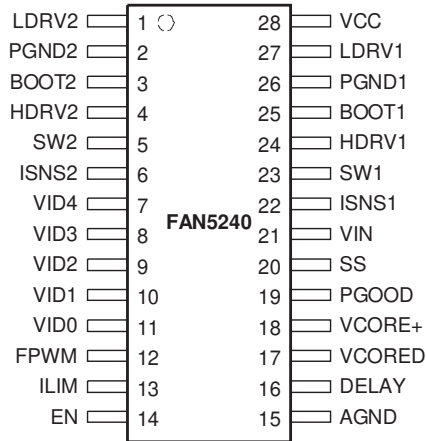 LDRV2 1 28 VCC
PGND2 2 27 LDRV1
BOOT2 3 26 PGND1
HDRV2 4 25 BOOT1
SW2 5 24 HDRV1
ISNS2 6 23 SW1
VID4 7 22 ISNS1
FAN5240
VID3 8 21 VIN
VID2 9 20 SS
VID1 10 19 PGOOD
VID0 11 18 VCORE+
FPWM 12 17 VCORED
ILIM 13 16 DELAY
EN 14 15 AGND